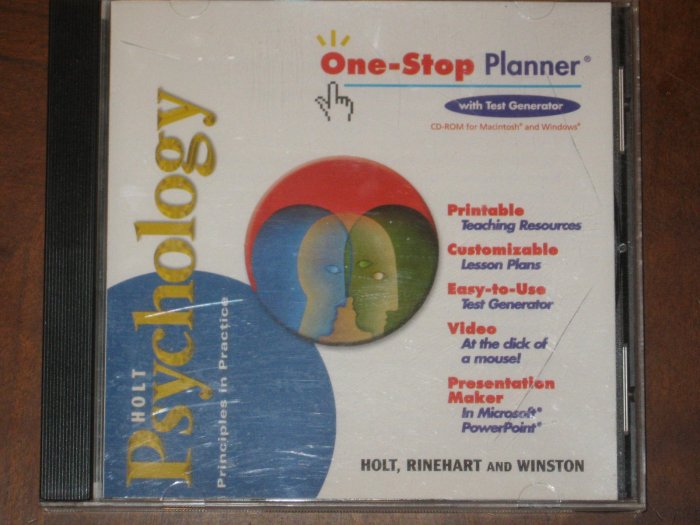 One-Stop Planner®
with Test Generator
CD-ROM for Macintosh® and Windows®
HOLT
Psychology
Principles in Practice
Printable
Teaching Resources
Customizable
Lesson Plans
Easy-to-Use
Test Generator
Video
At the click of
a mouse!
Presentation
Maker
In Microsoft®
PowerPoint®
HOLT, RINEHART AND WINSTON